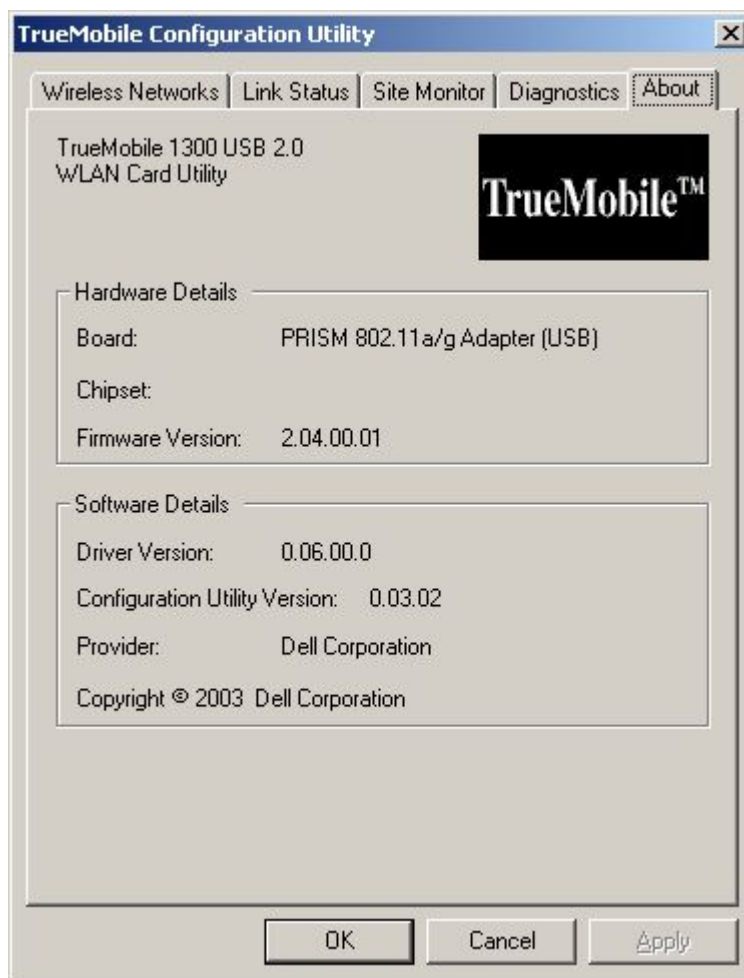 TrueMobile Configuration Utility
Wireless Networks Link Status Site Monitor Diagnostics About
TrueMobile 1300 USB 2.0
WLAN Card Utility
TrueMobile™
Hardware Details
Board: PRISM 802.11a/g Adapter (USB)
Chipset:
Firmware Version: 2.04.00.01
Software Details
Driver Version: 0.06.00.0
Configuration Utility Version: 0.03.02
Provider: Dell Corporation
Copyright © 2003 Dell Corporation
OK Cancel Apply